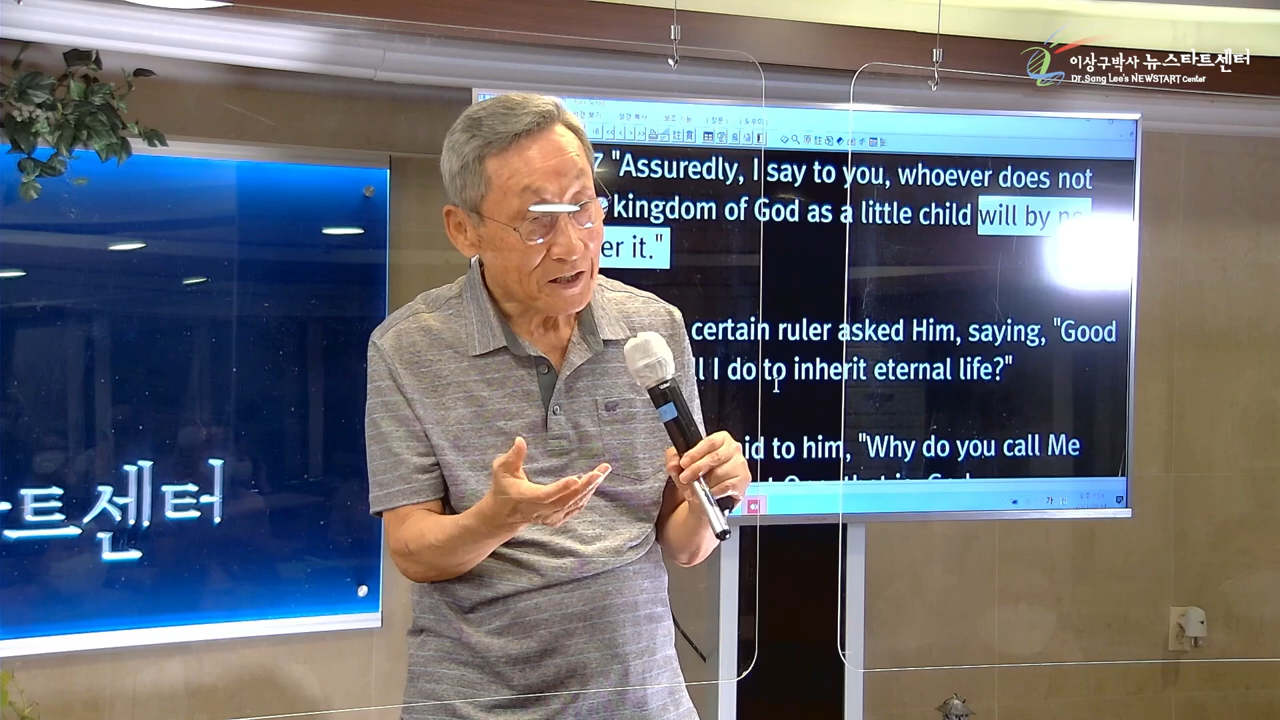 이상구박사 뉴스타트센터
Dr. Sang Lee's NEWSTART Center
7 "Assuredly, I say to you, whoever does not
kingdom of God as a little child will by no
er it."
certain ruler asked Him, saying, "Good
ll I do to inherit eternal life?"
id to him, "Why do you call Me
트센터